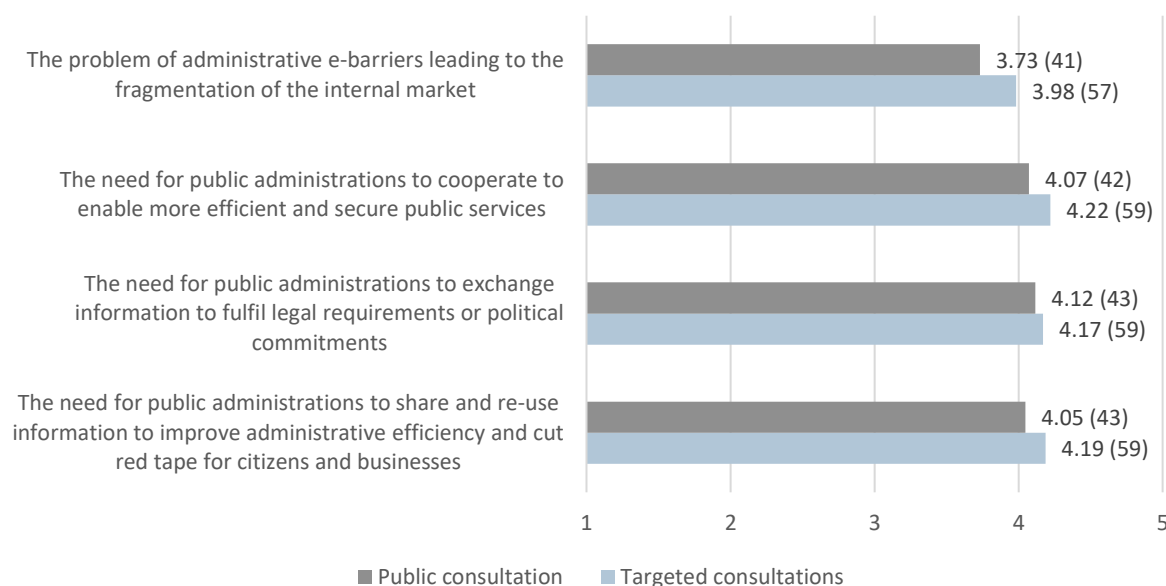 The problem of administrative e-barriers leading to the
fragmentation of the internal market
3.73 (41)
3.98 (57)
The need for public administrations to cooperate to
enable more efficient and secure public services
4.07 (42)
4.22 (59)
The need for public administrations to exchange
information to fulfil legal requirements or political
commitments
4.12 (43)
4.17 (59)
The need for public administrations to share and re-use
information to improve administrative efficiency and cut
red tape for citizens and businesses
4.05 (43)
4.19 (59)
1 2 3 4 5
Public consultation Targeted consultations